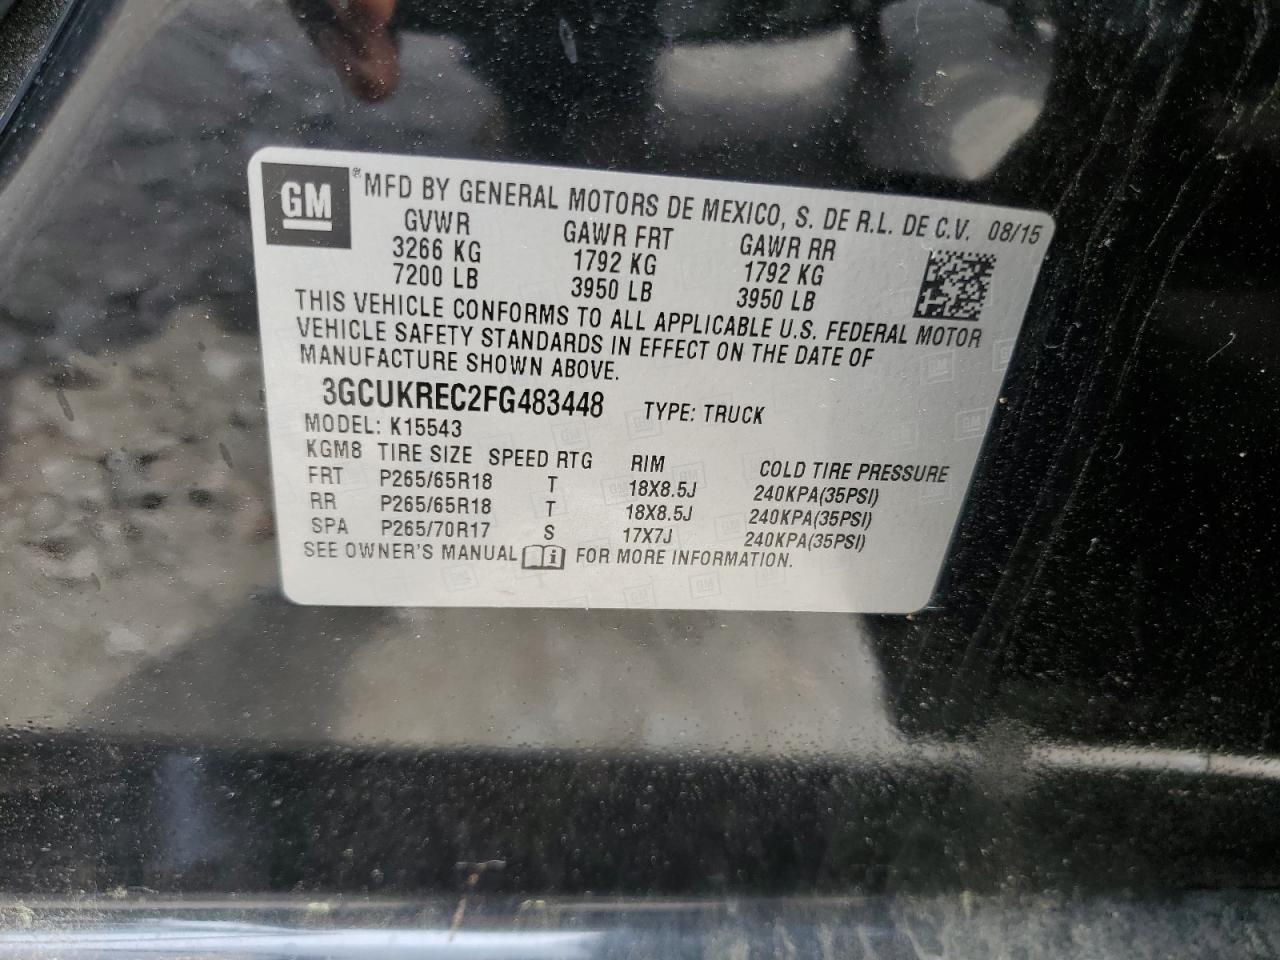 GM ® MFD BY GENERAL MOTORS DE MEXICO, S. DE R.L. DE C.V. 08/15
GVWR GAWR FRT GAWR RR
3266 KG 1792 KG 1792 KG
7200 LB 3950 LB 3950 LB
THIS VEHICLE CONFORMS TO ALL APPLICABLE U.S. FEDERAL MOTOR
VEHICLE SAFETY STANDARDS IN EFFECT ON THE DATE OF
MANUFACTURE SHOWN ABOVE.
3GCUKREC2FG483448 TYPE: TRUCK
MODEL: K15543
KGM8 TIRE SIZE SPEED RTG RIM COLD TIRE PRESSURE
FRT P265/65R18 T 18X8.5J 240KPA(35PSI)
RR P265/65R18 T 18X8.5J 240KPA(35PSI)
SPA P265/70R17 S 17X7J 240KPA(35PSI)
SEE OWNER'S MANUAL i FOR MORE INFORMATION.